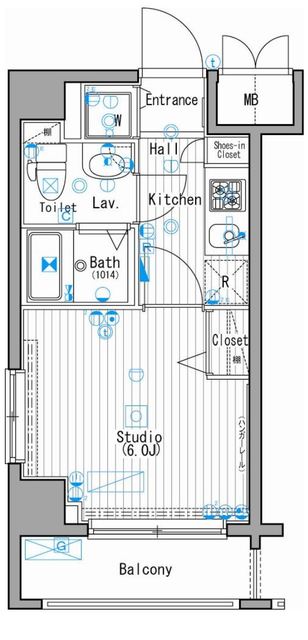 t
MB
Entrance
W
棚
Hall
Shoes-in
Closet
Toilet
Lav.
Kitchen
G
R
Bath
(1014)
R
t
Closet
棚
Studio
(6.0J)
(ハンガーレール)
G
Balcony